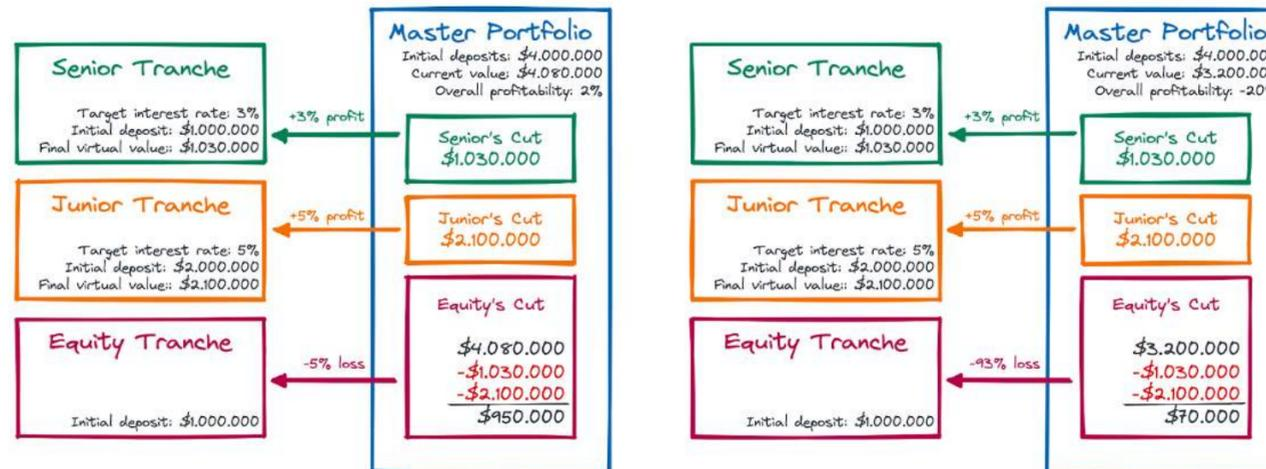 Master Portfolio
Initial deposits: $4.000.000
Current value: $4.080.000
Overall profitability: 2%
Senior Tranche
Target interest rate: 3%
Initial deposit: $1.000.000
Final virtual value:: $1.030.000
+3% profit
Senior's Cut
$1.030.000
Junior Tranche
Target interest rate: 5%
Initial deposit: $2.000.000
Final virtual value:: $2.100.000
+5% profit
Junior's Cut
$2.100.000
Equity Tranche
Initial deposit: $1.000.000
-5% loss
Equity's Cut
$4.080.000
-$1.030.000
-$2.100.000
$950.000
Master Portfolio
Initial deposits: $4.000.00
Current value: $3.200.00
Overall profitability: -20%
Senior Tranche
Target interest rate: 3%
Initial deposit: $1.000.000
Final virtual value:: $1.030.000
+3% profit
Senior's Cut
$1.030.000
Junior Tranche
Target interest rate: 5%
Initial deposit: $2.000.000
Final virtual value:: $2.100.000
+5% profit
Junior's Cut
$2.100.000
Equity Tranche
Initial deposit: $1.000.000
-93% loss
Equity's Cut
$3.200.000
-$1.030.000
-$2.100.000
$70.000